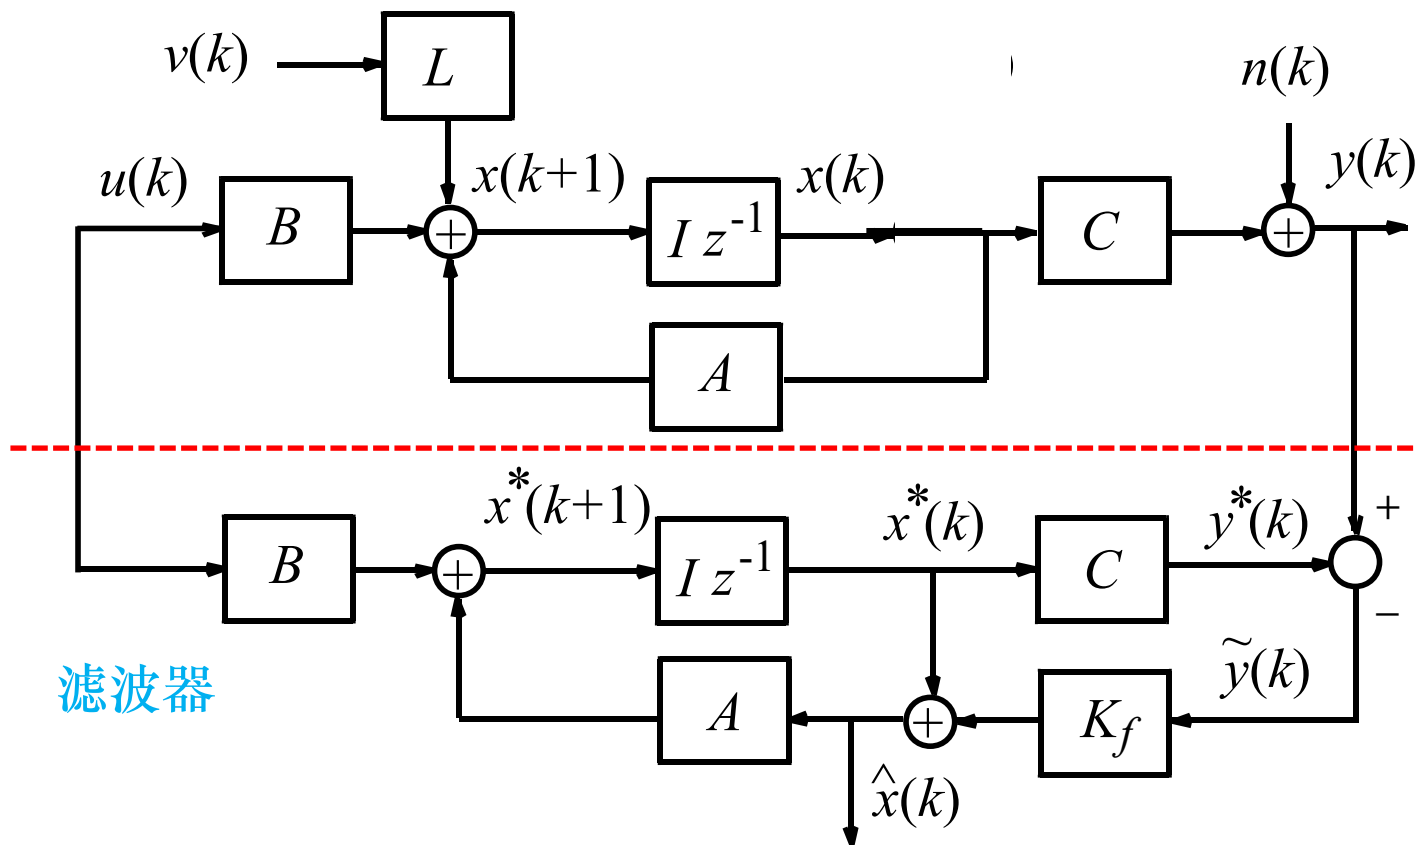 v(k)
L
)
n(k)
u(k)
B
+
x(k+1)
I z⁻¹
x(k)
C
+
y(k)
A
B
+
x*(k+1)
I z⁻¹
x*(k)
C
y*(k)
+
−
滤波器
A
+
K_f
ỹ(k)
x̂(k)